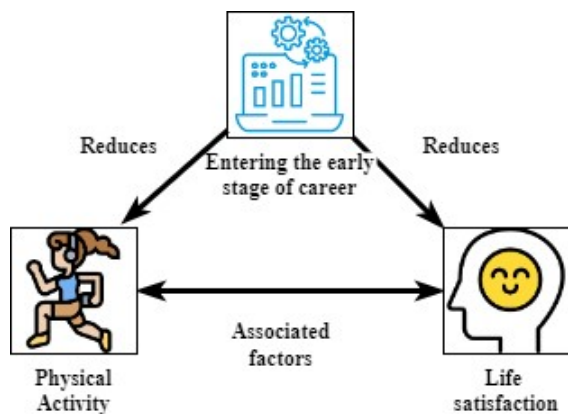 Reduces
Reduces
Entering the early
stage of career
Associated
factors
Physical
Activity
Life
satisfaction